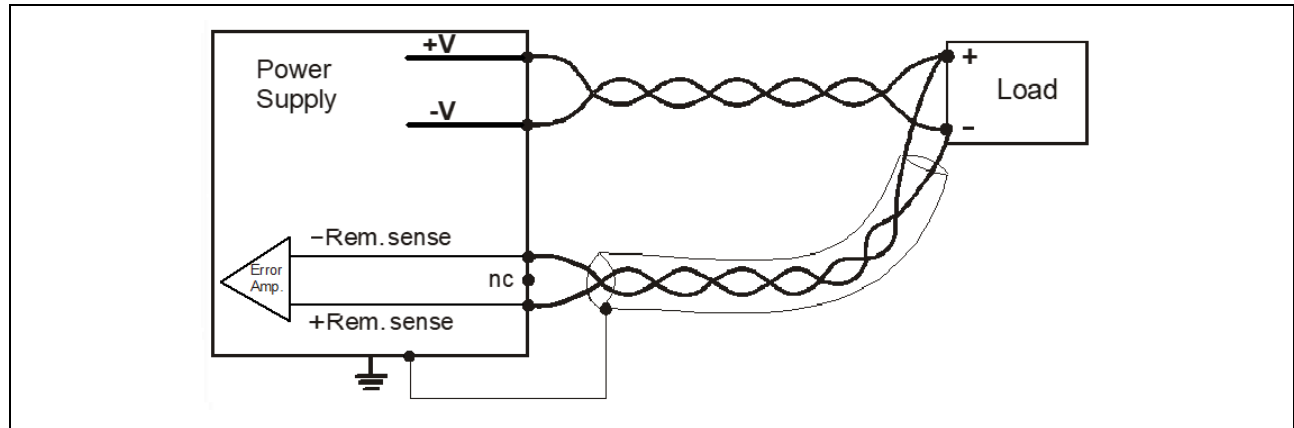 +V
Power
Supply
-V
+
Load
−
−Rem. sense
Error
Amp.
nc
+Rem. sense